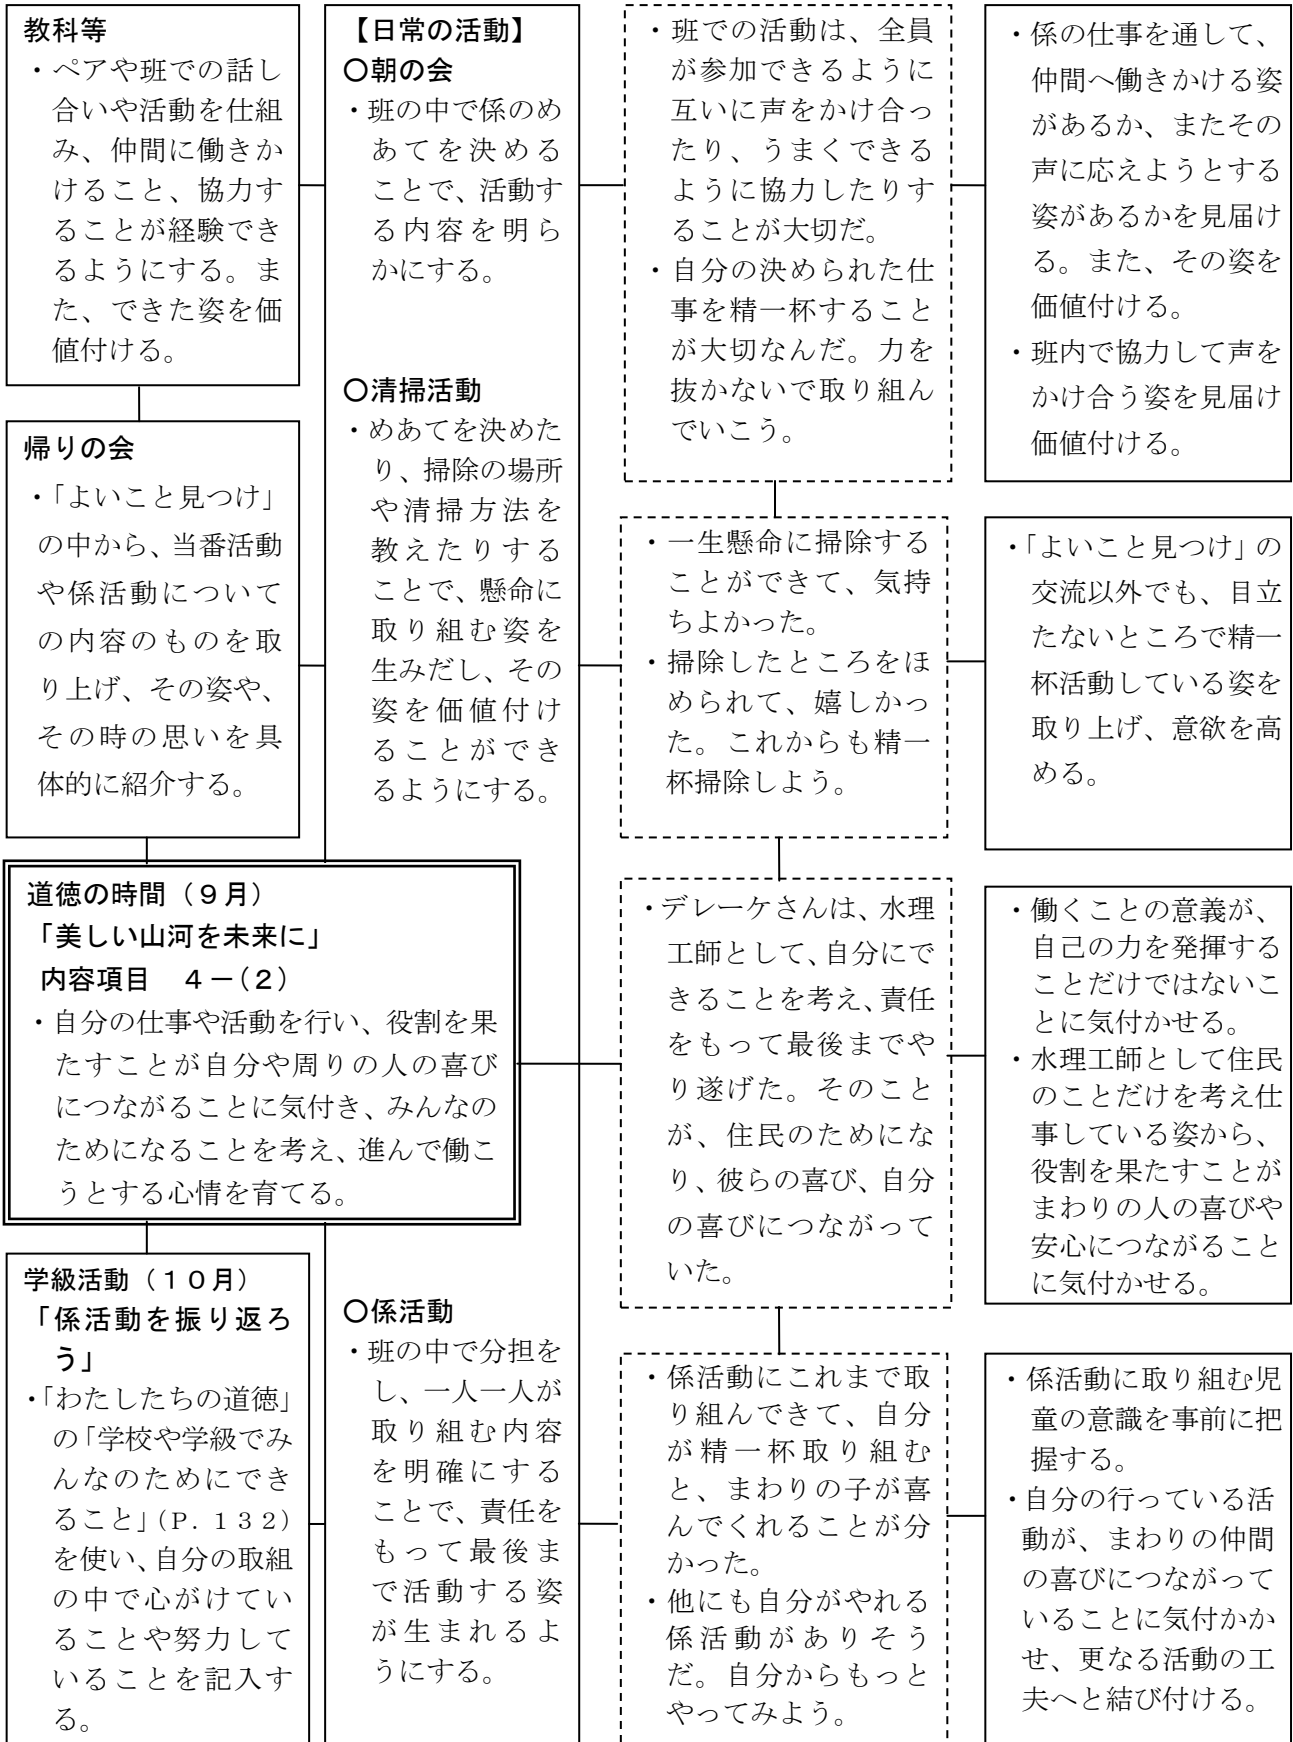 教科等
・ペアや班での話し
合いや活動を仕組
み、仲間に働きか
けること、協力す
ることが経験でき
るようにする。ま
た、できた姿を価
値付ける。
帰りの会
・「よいこと見つけ」
の中から、当番活動
や係活動について
の内容のものを取
り上げ、その姿や、
その時の思いを具
体的に紹介する。
【日常の活動】
〇朝の会
・班の中で係のめ
あてを決める
ことで、活動す
る内容を明ら
かにする。
〇清掃活動
・めあてを決めた
り、掃除の場所
や清掃方法を
教えたりする
ことで、懸命に
取り組む姿を
生みだし、その
姿を価値付け
ることができ
るようにする。
・班での活動は、全員
が参加できるように
互いに声をかけ合っ
たり、うまくできる
ように協力したりす
ることが大切だ。
・自分の決められた仕
事を精一杯すること
が大切なんだ。力を
抜かないで取り組ん
でいこう。
・係の仕事を通して、
仲間へ働きかける姿
があるか、またその
声に応えようとする
姿があるかを見届け
る。また、その姿を
価値付ける。
・班内で協力して声を
かけ合う姿を見届け
価値付ける。
・一生懸命に掃除する
ことができて、気持
ちよかった。
・掃除したところをほ
められて、嬉しかっ
た。これからも精一
杯掃除しよう。
・「よいこと見つけ」の
交流以外でも、目立
たないところで精一
杯活動している姿を
取り上げ、意欲を高
める。
道徳の時間（９月）
「美しい山河を未来に」
内容項目　４－（２）
・自分の仕事や活動を行い、役割を果
たすことが自分や周りの人の喜び
につながることに気付き、みんなの
ためになることを考え、進んで働こ
うとする心情を育てる。
・デレーケさんは、水理
工師として、自分にで
きることを考え、責任
をもって最後までや
り遂げた。そのこと
が、住民のためにな
り、彼らの喜び、自分
の喜びにつながって
いた。
・働くことの意義が、
自己の力を発揮する
ことだけではないこ
とに気付かせる。
・水理工師として住民
のことだけを考え仕
事している姿から、
役割を果たすことが
まわりの人の喜びや
安心につながること
に気付かせる。
学級活動（１０月）
「係活動を振り返ろ
う」
・「わたしたちの道徳」
の「学校や学級でみ
んなのためにでき
ること」（Ｐ．１３２）
を使い、自分の取組
の中で心がけてい
ることや努力して
いることを記入す
る。
〇係活動
・班の中で分担を
し、一人一人が
取り組む内容
を明確にする
ことで、責任を
もって最後ま
で活動する姿
が生まれるよ
うにする。
・係活動にこれまで取
り組んできて、自分
が精一杯取り組む
と、まわりの子が喜
んでくれることが分
かった。
・他にも自分がやれる
係活動がありそう
だ。自分からもっと
やってみよう。
・係活動に取り組む児
童の意識を事前に把
握する。
・自分の行っている活
動が、まわりの仲間
の喜びにつながって
いることに気付かか
せ、更なる活動の工
夫へと結び付ける。